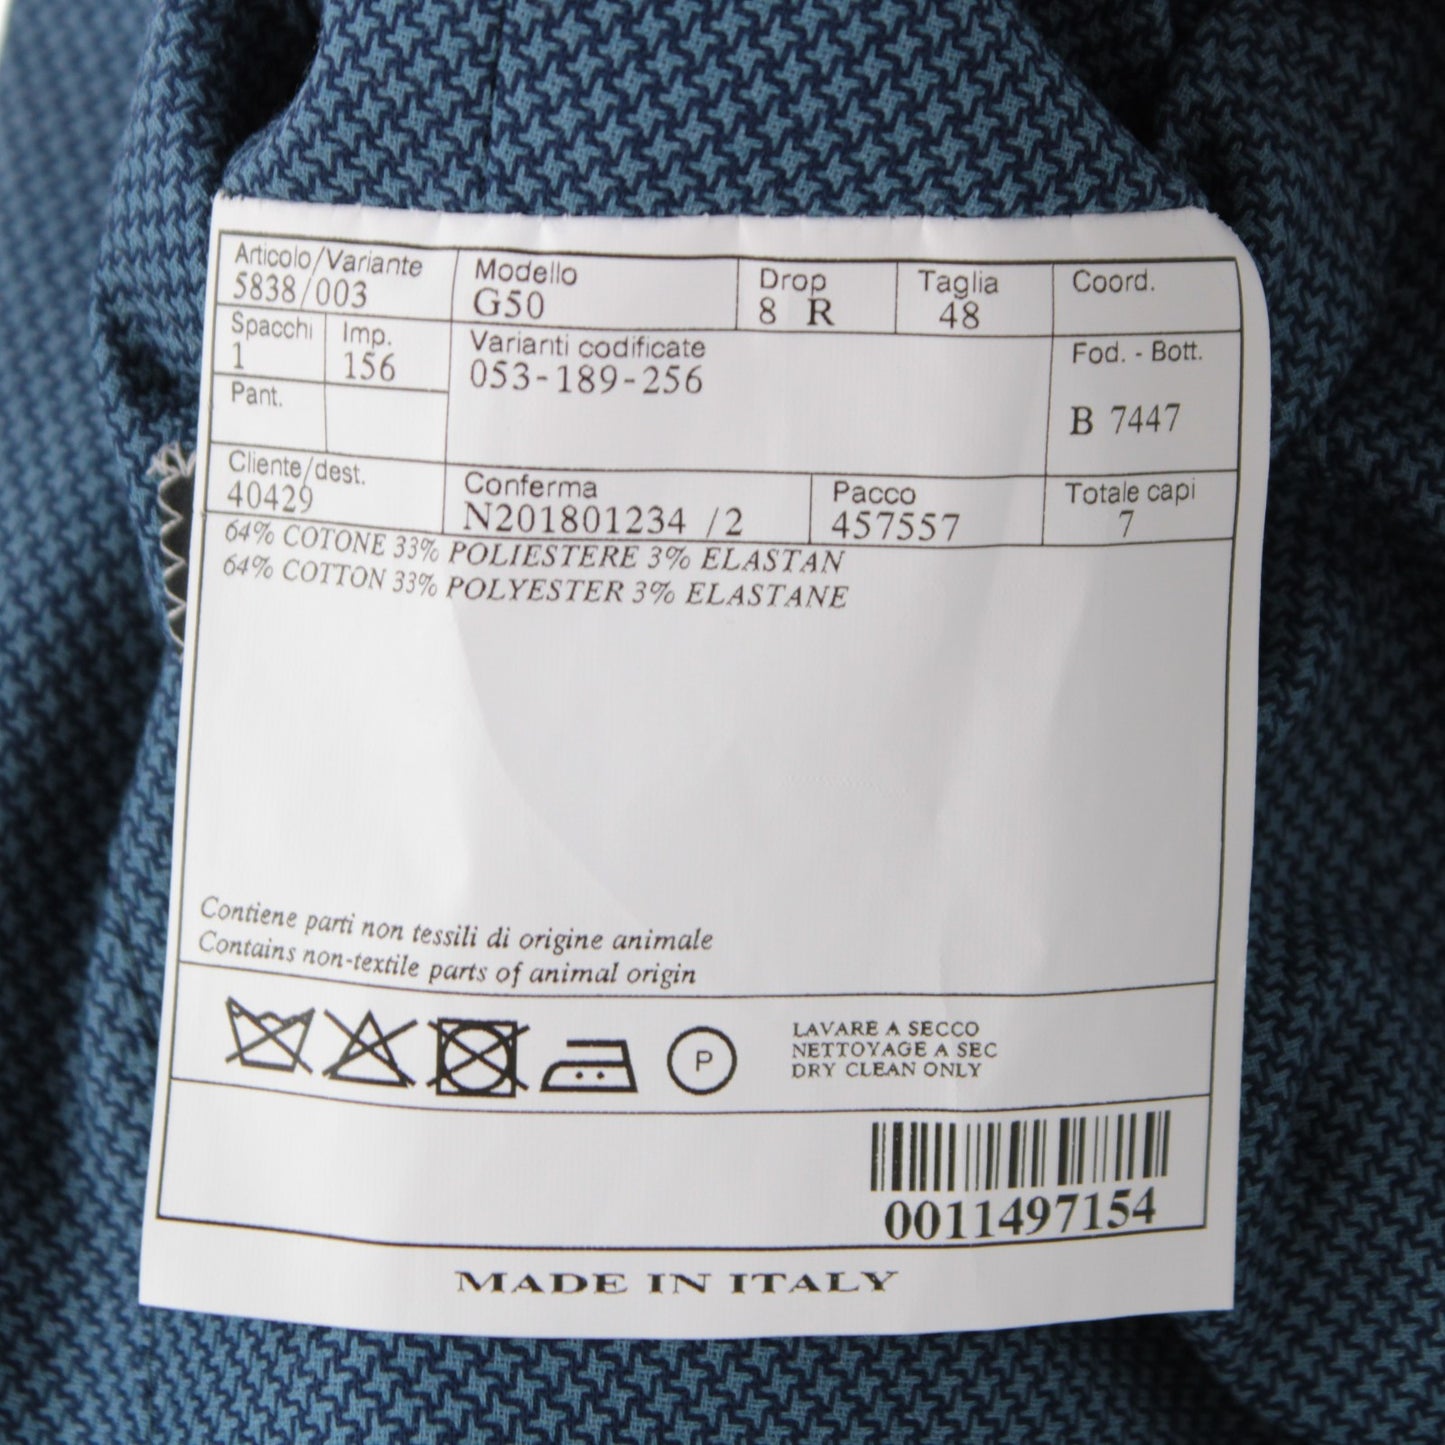 Articolo/Variante
5838/003
Modello
G50
Drop
8 R
Taglia
48
Coord.
Spacchi
1
Imp.
156
Varianti codificate
053-189-256
Fod. - Bott.
B 7447
Pant.
Cliente/dest.
40429
Conferma
N201801234 /2
Pacco
457557
Totale capi
7
64% COTONE 33% POLIESTERE 3% ELASTAN
64% COTTON 33% POLYESTER 3% ELASTANE
Contiene parti non tessili di origine animale
Contains non-textile parts of animal origin
P
LAVARE A SECCO
NETTOYAGE A SEC
DRY CLEAN ONLY
0011497154
MADE IN ITALY